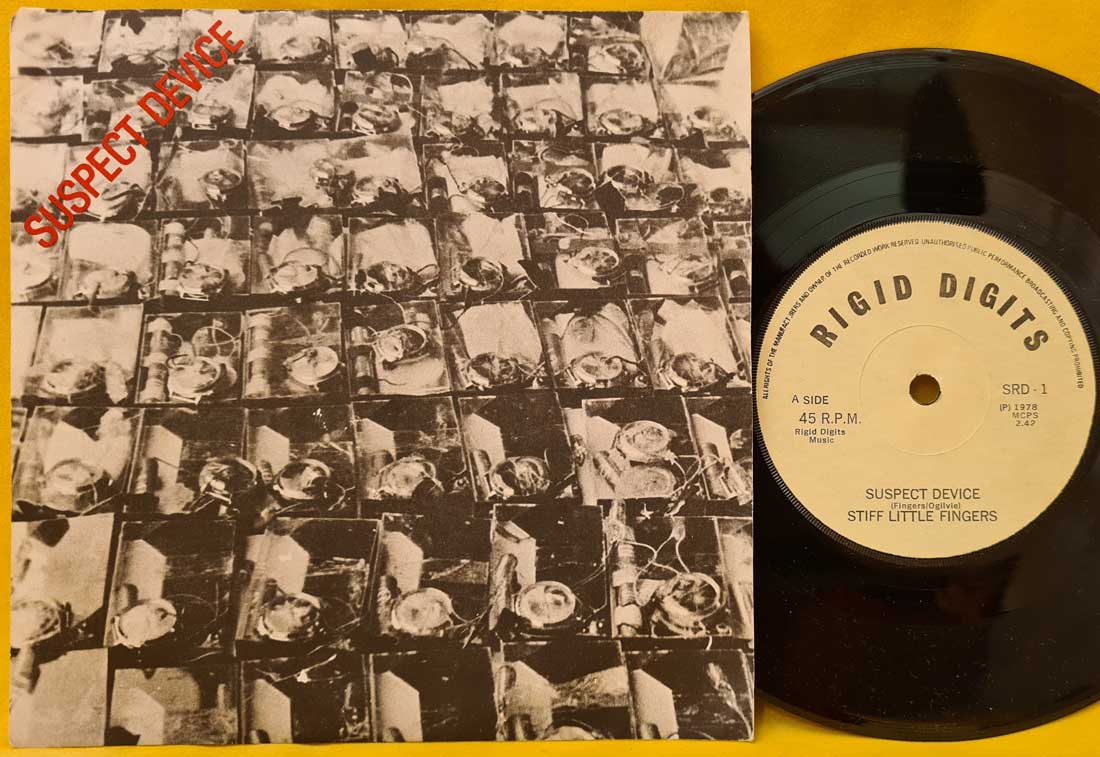 SUSPECT DEVICE
ALL RIGHTS OF THE MANUFACTURERS AND OWNER OF THE RECORDED WORK RESERVED UNAUTHORISED PUBLIC PERFORMANCE BROADCASTING AND COPYING PROHIBITED
RIGID DIGITS
A SIDE
45 R.P.M.
Rigid Digits
Music
SRD - 1
(P) 1978
MCPS
2.42
SUSPECT DEVICE
(Fingers/Ogilvie)
STIFF LITTLE FINGERS